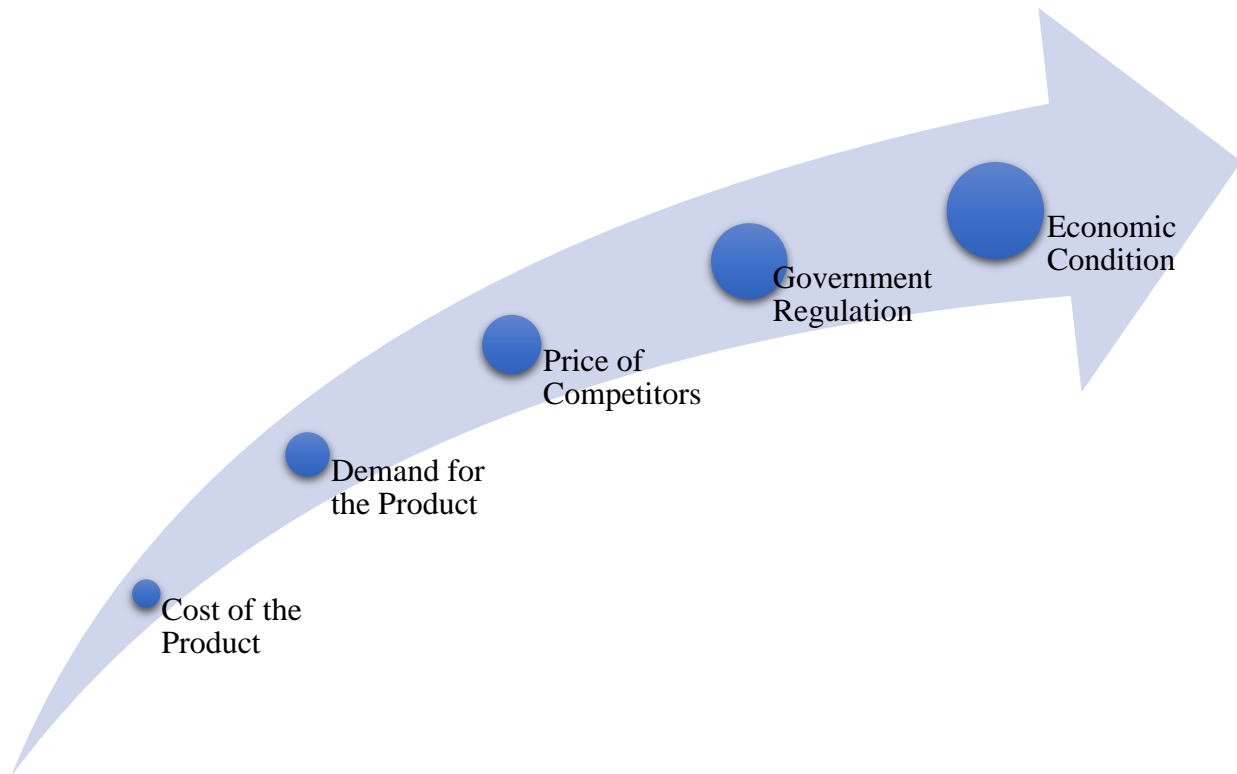 Economic
Condition
Government
Regulation
Price of
Competitors
Demand for
the Product
Cost of the
Product